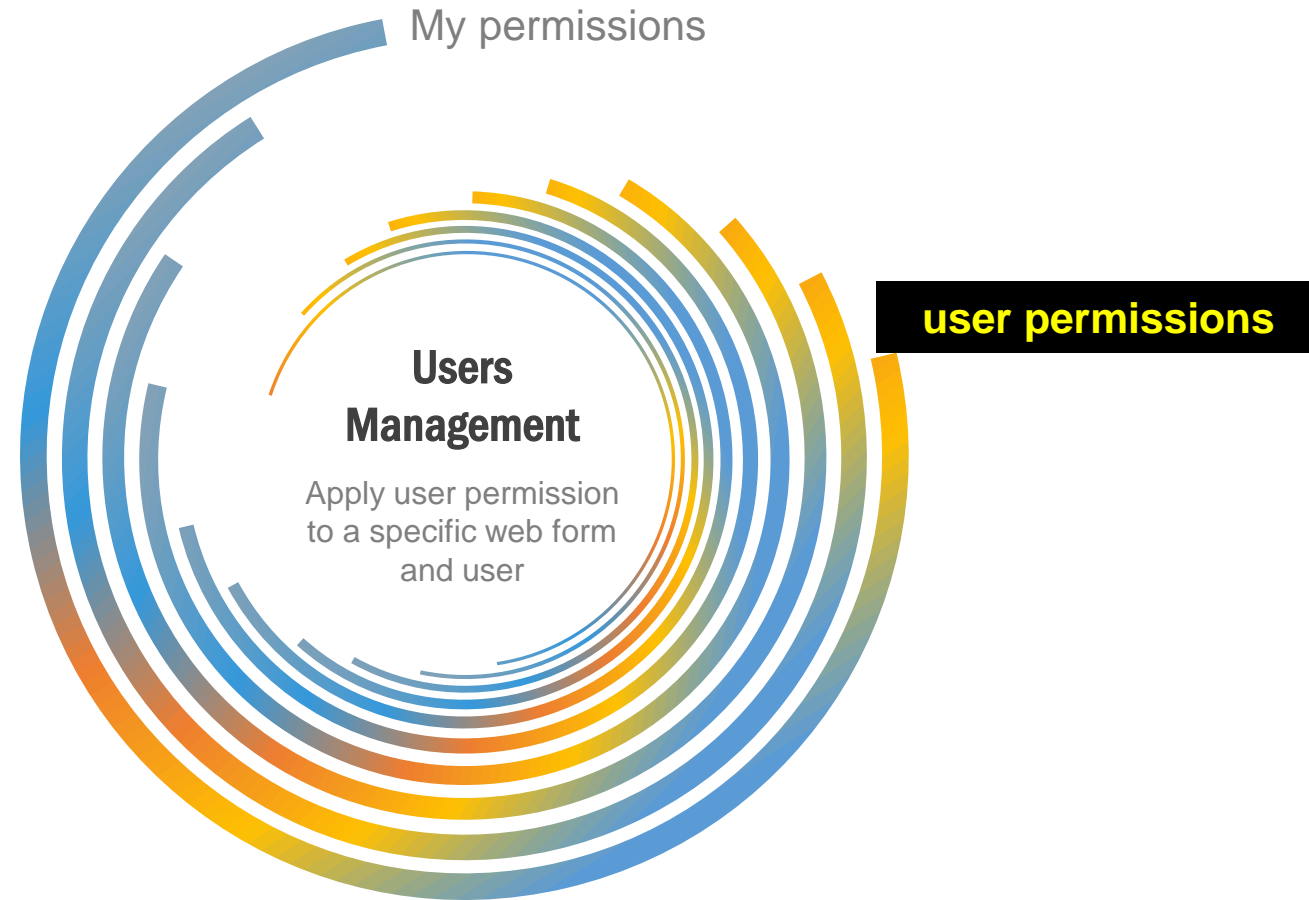 My permissions
user permissions
Users
Management
Apply user permission
to a specific web form
and user